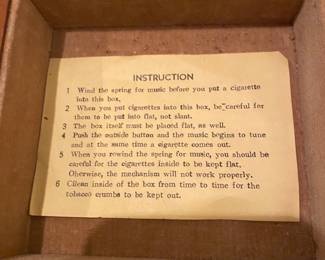 INSTRUCTION
1 Wind the spring for music before you put a cigarette
into this box.
2 When you put cigarettes into this box, be careful for
them to be put into flat, not slant.
3 The box itself must be placed flat, as well.
4 Push the outside button and the music begins to tune
and at the same time a cigarette comes out.
5 When you rewind the spring for music, you should be
careful for the cigarettes inside to be kept flat.
Oherwise, the mechanism will not work properly.
6 Cllean inside of the box from time to time for the
tobacco crumbs to be kept out.